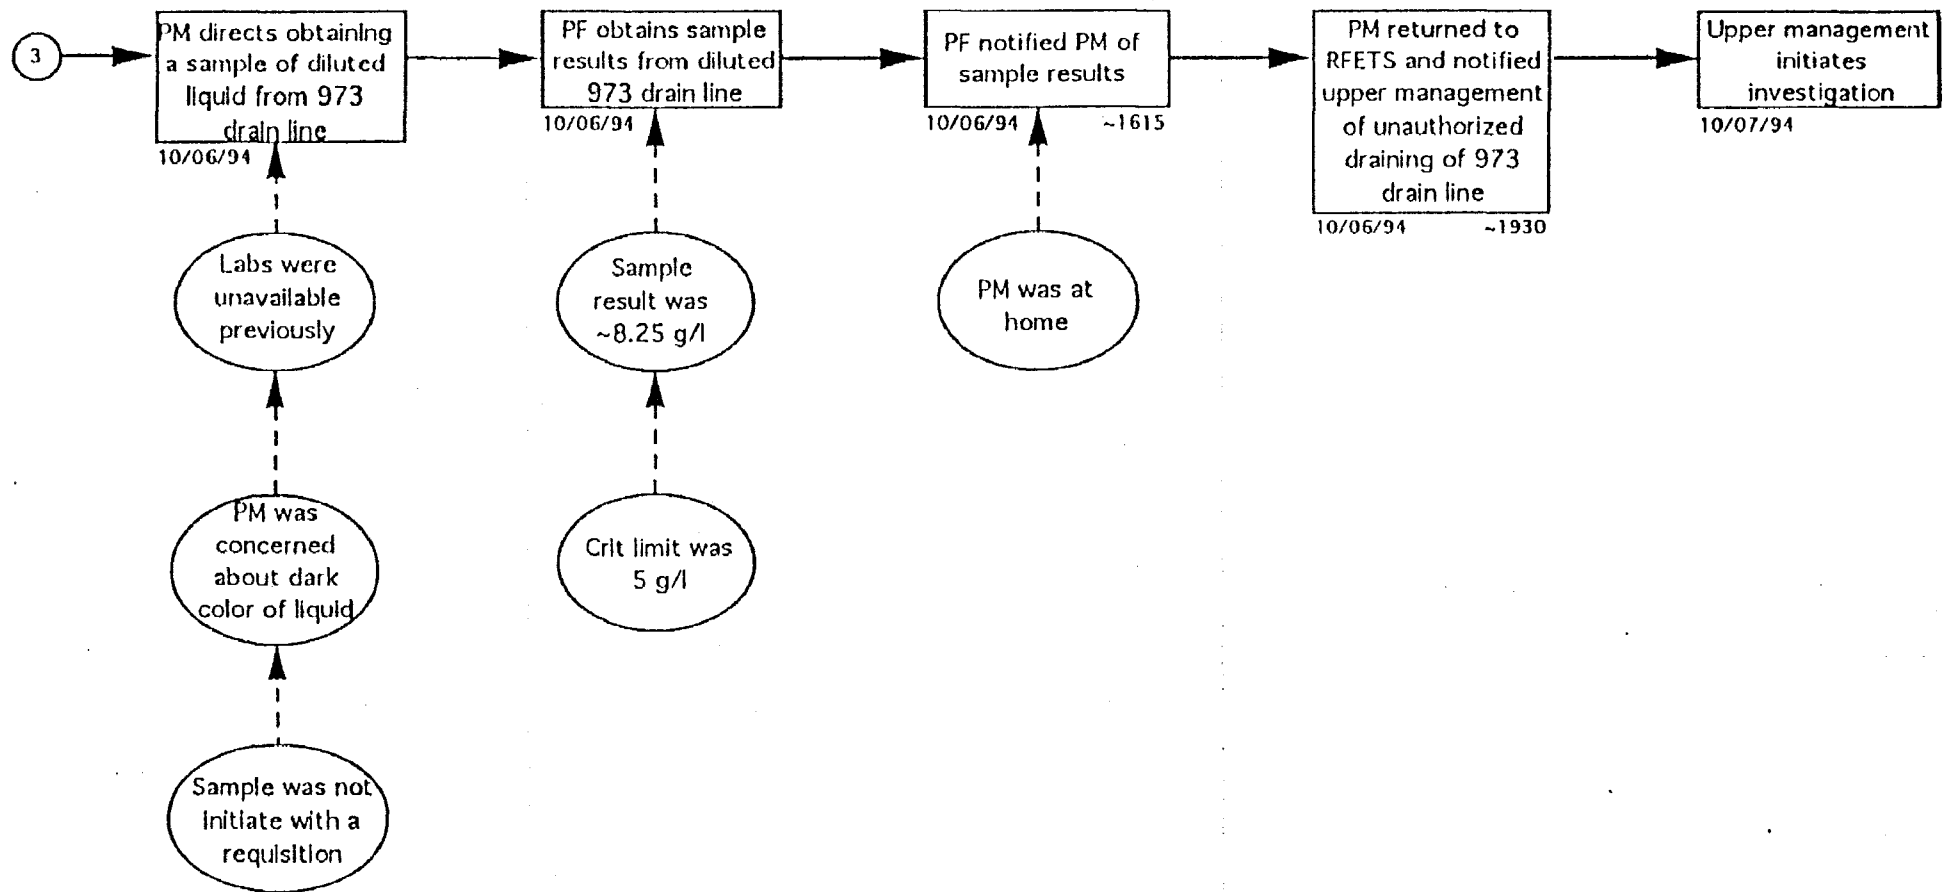 3
PM directs obtaining
a sample of diluted
liquid from 973
drain line
10/06/94
PF obtains sample
results from diluted
973 drain line
10/06/94
PF notified PM of
sample results
10/06/94 ~1615
PM returned to
RFETS and notified
upper management
of unauthorized
draining of 973
drain line
10/06/94 ~1930
Upper management
initiates
investigation
10/07/94
Labs were
unavailable
previously
Sample
result was
~8.25 g/l
PM was at
home
PM was
concerned
about dark
color of liquid
Crit limit was
5 g/l
Sample was not
initiate with a
requisition